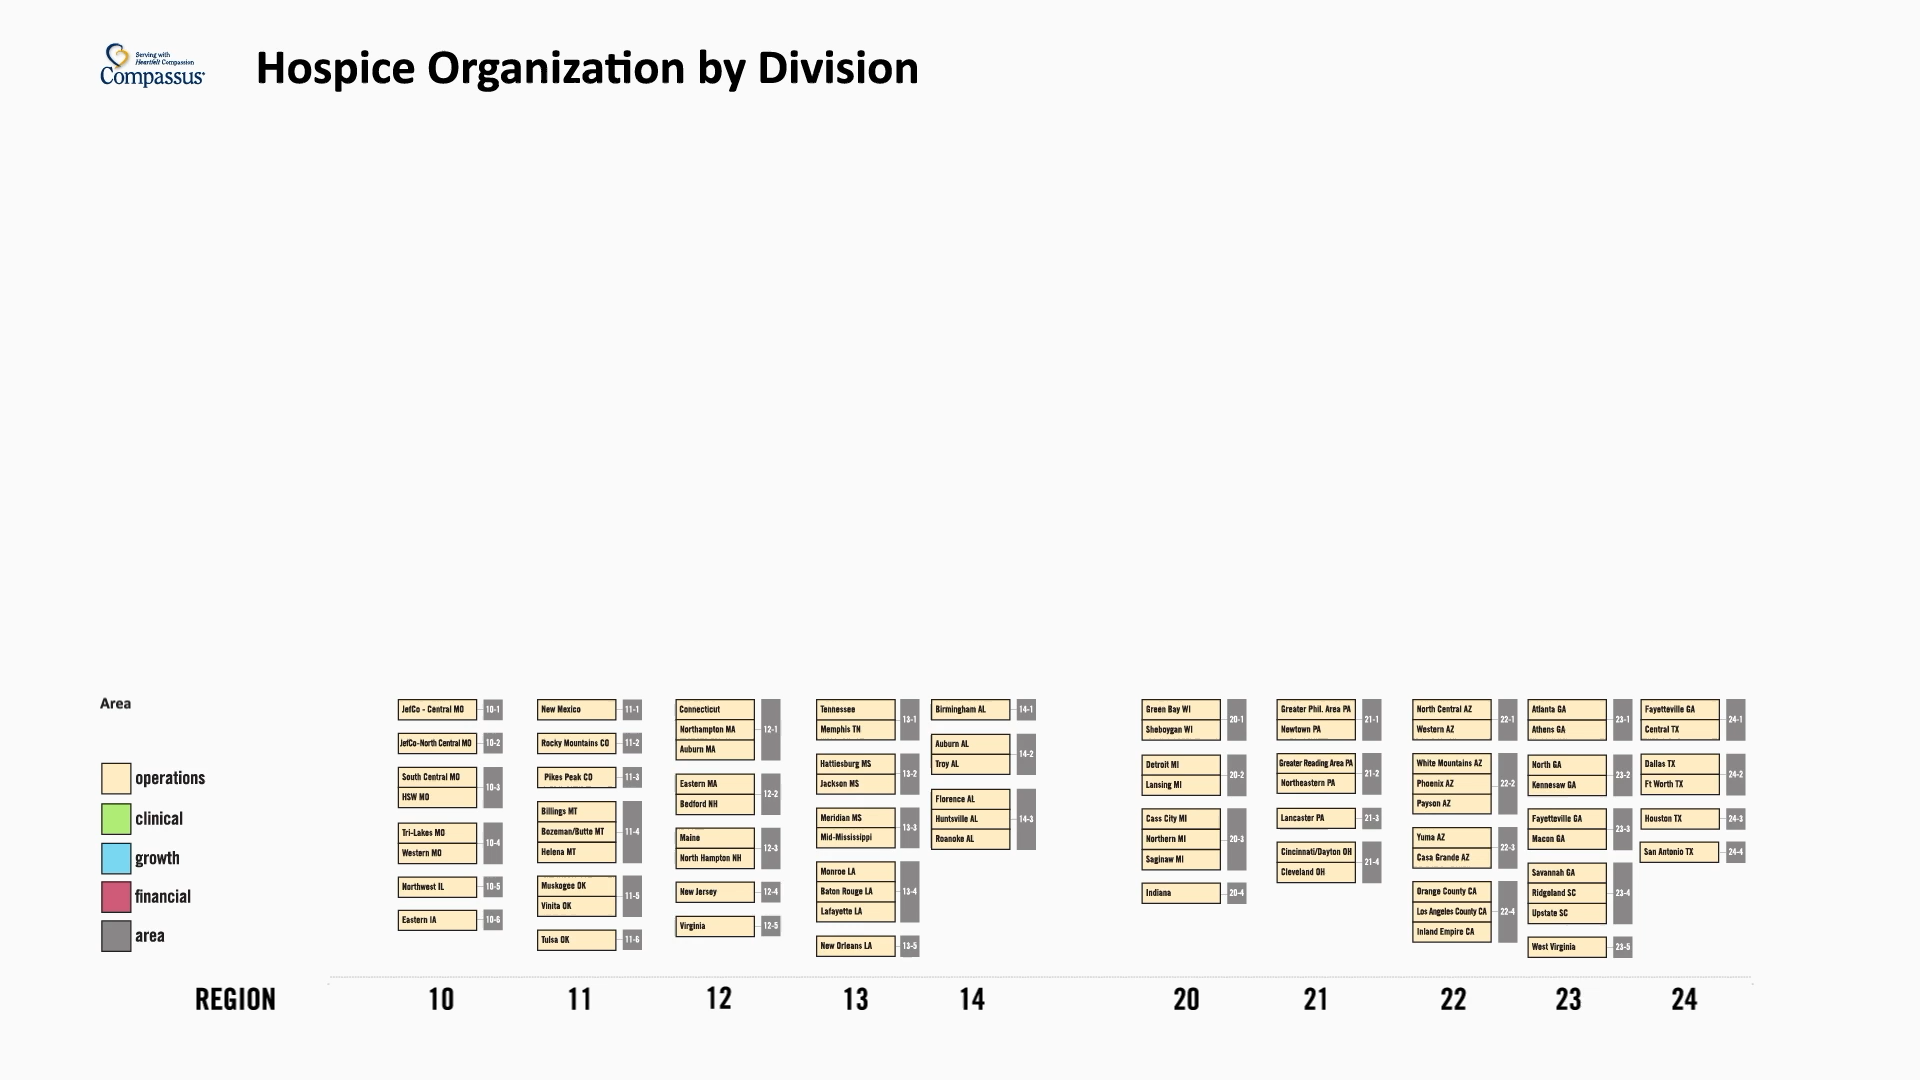 Serving with
Heartfelt Compassion
Compassus
Hospice Organization by Division
Area
operations
clinical
growth
financial
area
JefCo - Central MO
10-1
JefCo-North Central MO
10-2
South Central MO
HSW MO
10-3
Tri-Lakes MO
Western MO
10-4
Northwest IL
10-5
Eastern IA
10-6
New Mexico
11-1
Rocky Mountains CO
11-2
Pikes Peak CO
11-3
Billings MT
Bozeman/Butte MT
Helena MT
11-4
Muskogee OK
Vinita OK
11-5
Tulsa OK
11-6
Connecticut
Northampton MA
Auburn MA
12-1
Eastern MA
Bedford NH
12-2
Maine
North Hampton NH
12-3
New Jersey
12-4
Virginia
12-5
Tennessee
Memphis TN
13-1
Hattiesburg MS
Jackson MS
13-2
Meridian MS
Mid-Mississippi
13-3
Monroe LA
Baton Rouge LA
Lafayette LA
13-4
New Orleans LA
13-5
Birmingham AL
14-1
Auburn AL
Troy AL
14-2
Florence AL
Huntsville AL
Roanoke AL
14-3
Green Bay WI
Sheboygan WI
20-1
Detroit MI
Lansing MI
20-2
Cass City MI
Northern MI
Saginaw MI
20-3
Indiana
20-4
Greater Phil. Area PA
Newtown PA
21-1
Greater Reading Area PA
Northeastern PA
21-2
Lancaster PA
21-3
Cincinnati/Dayton OH
Cleveland OH
21-4
North Central AZ
Western AZ
22-1
White Mountains AZ
Phoenix AZ
Payson AZ
22-2
Yuma AZ
Casa Grande AZ
22-3
Orange County CA
Los Angeles County CA
Inland Empire CA
22-4
Atlanta GA
Athens GA
23-1
North GA
Kennesaw GA
23-2
Fayetteville GA
Macon GA
23-3
Savannah GA
Ridgeland SC
Upstate SC
23-4
West Virginia
23-5
Fayetteville GA
Central TX
24-1
Dallas TX
Ft Worth TX
24-2
Houston TX
24-3
San Antonio TX
24-4
REGION 10 11 12 13 14 20 21 22 23 24